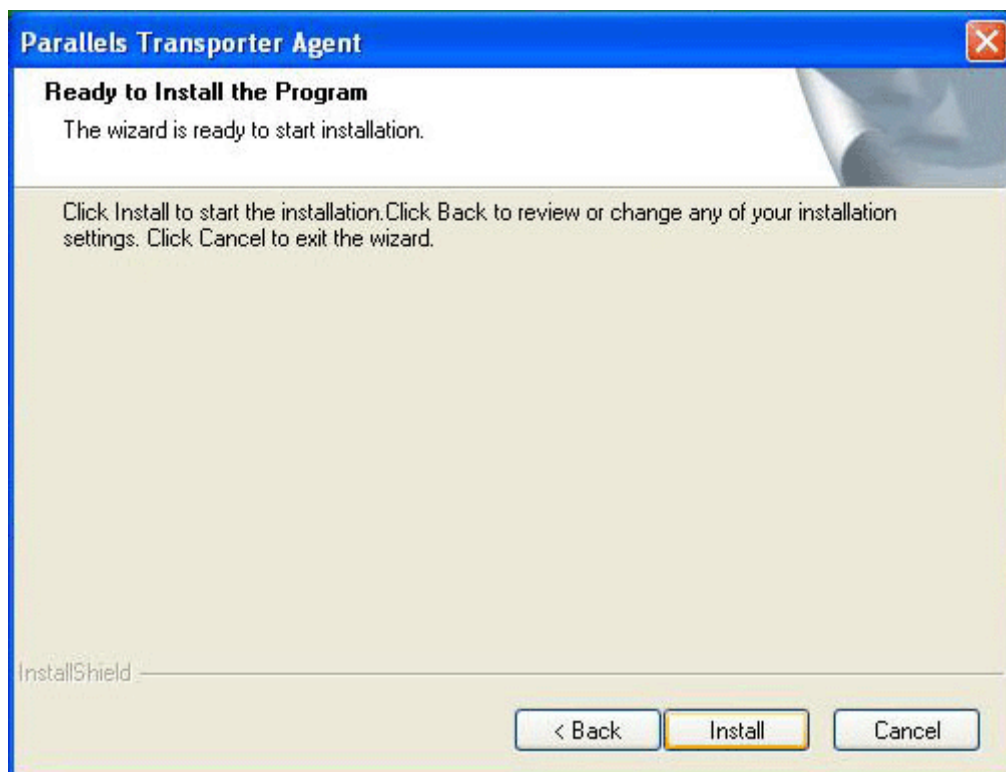 Parallels Transporter Agent
Ready to Install the Program
The wizard is ready to start installation.
Click Install to start the installation.Click Back to review or change any of your installation
settings. Click Cancel to exit the wizard.
InstallShield
< Back Install Cancel